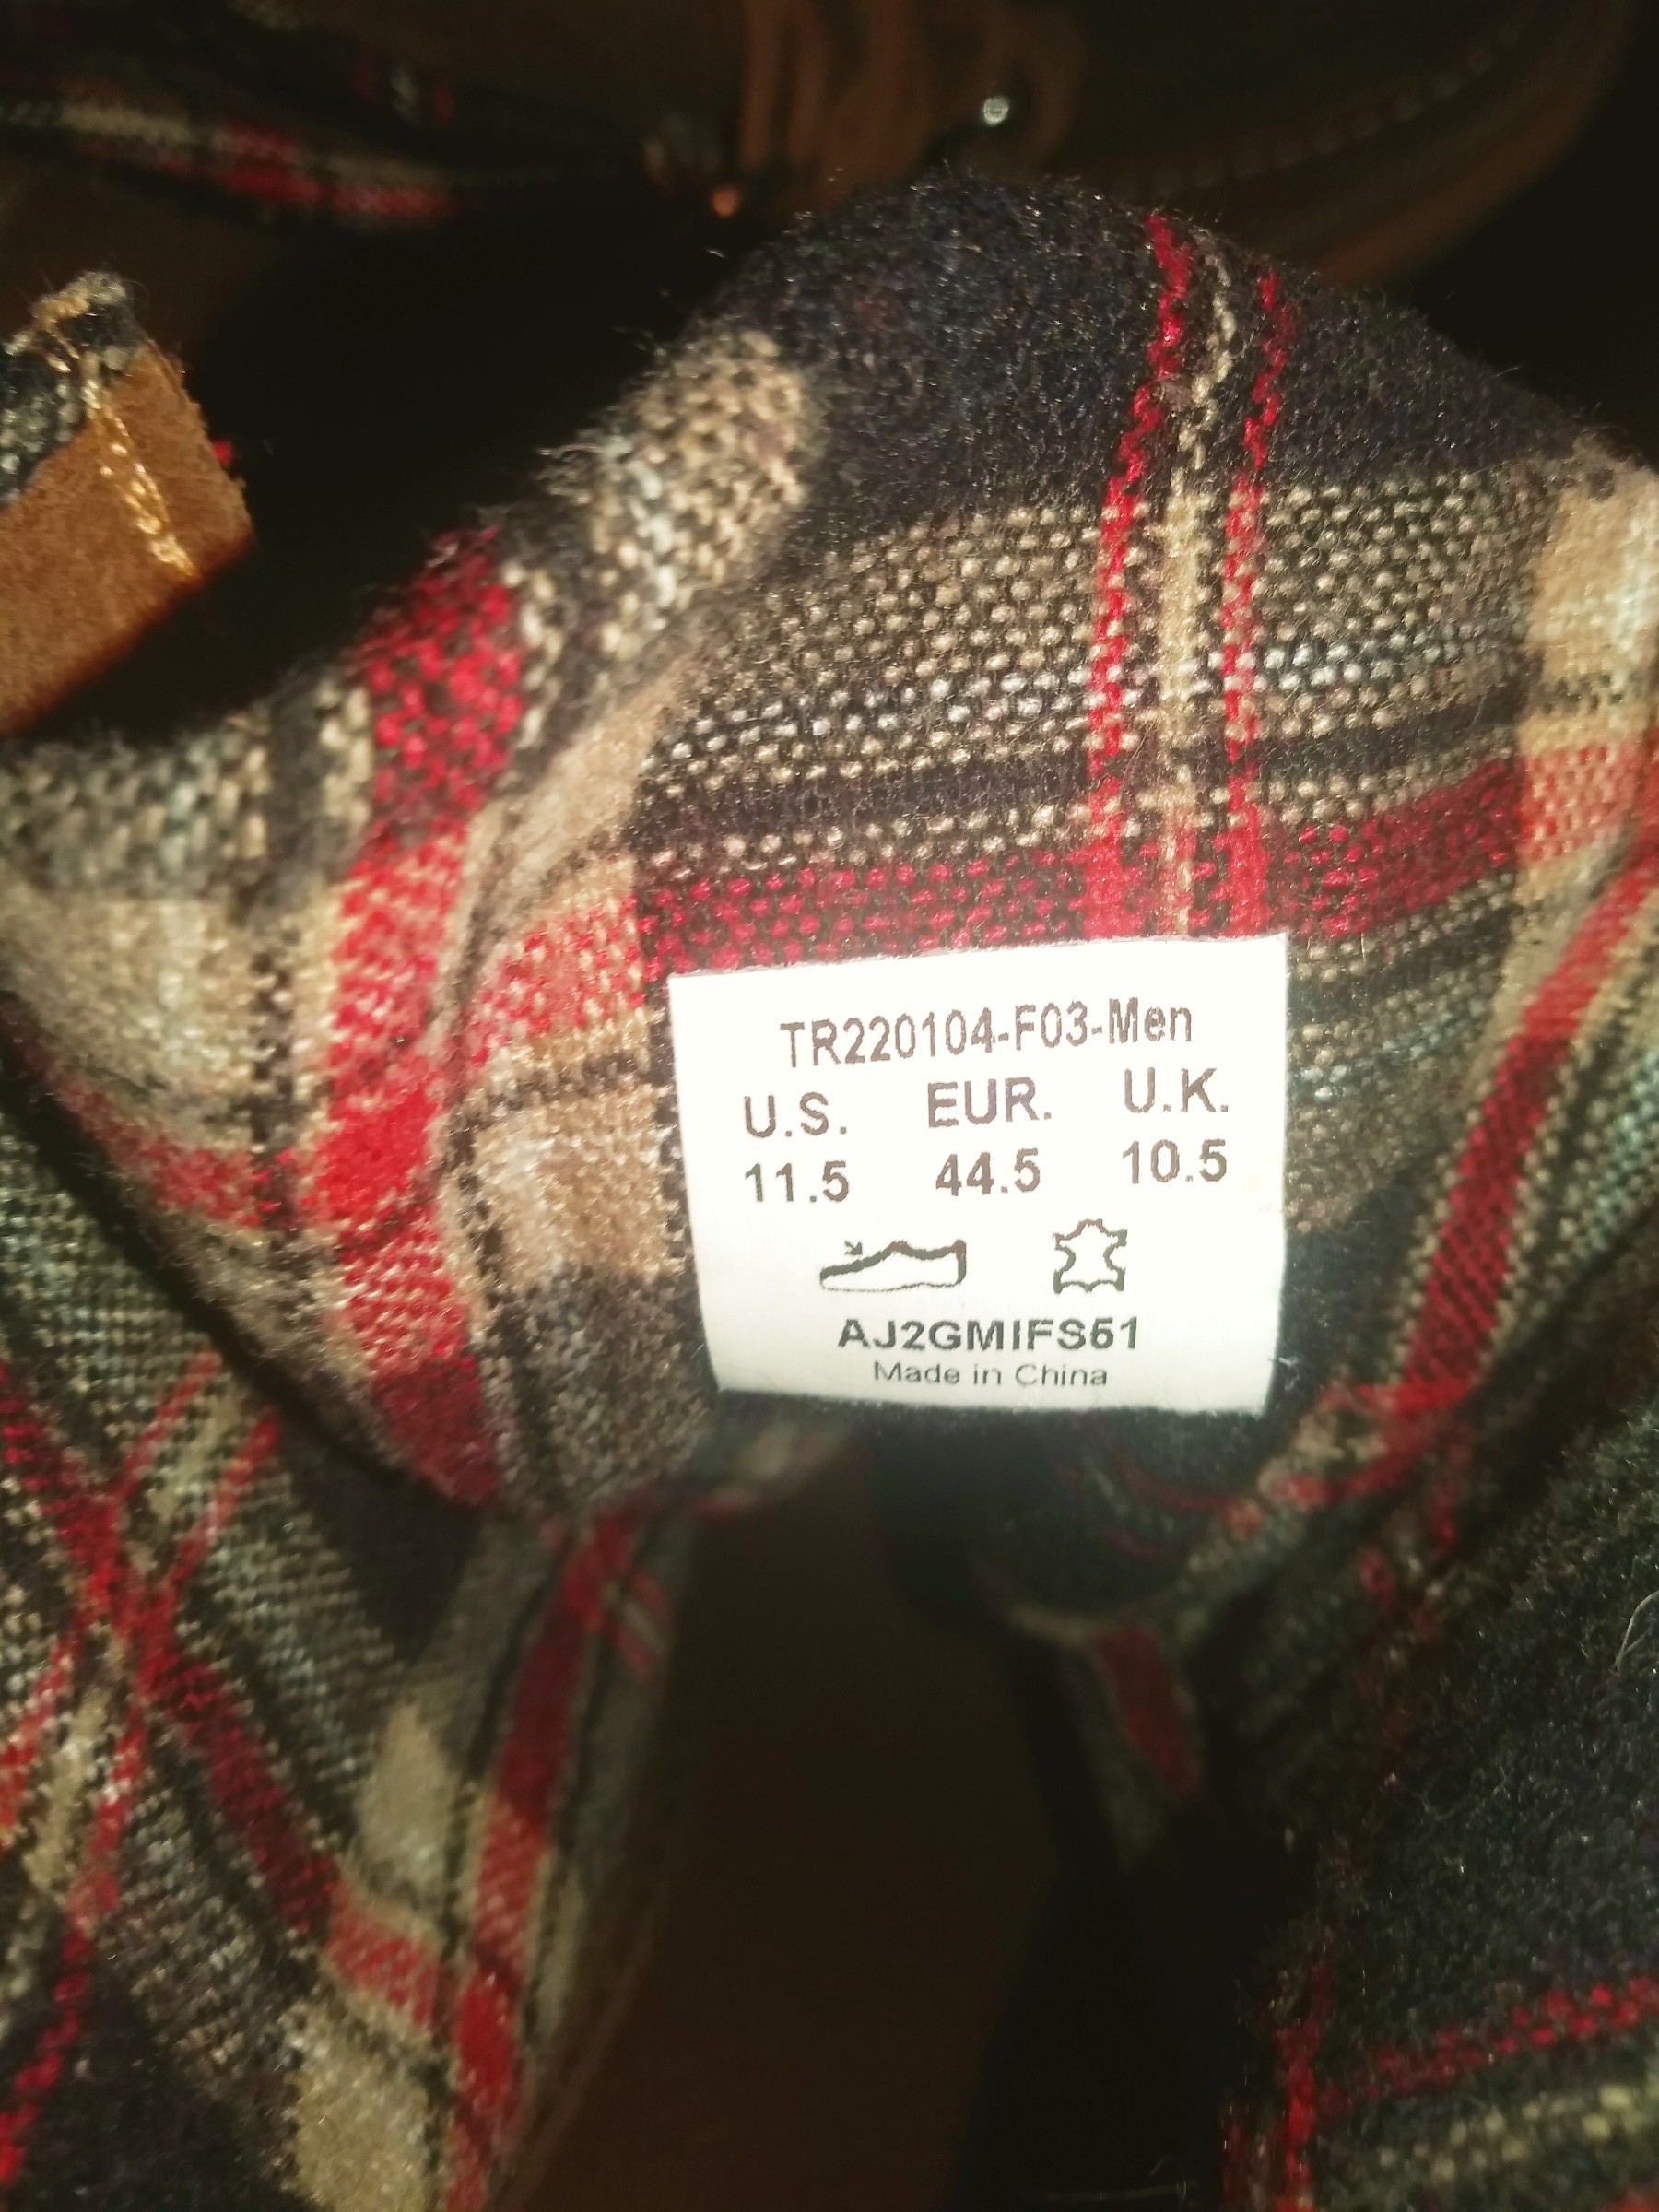 TR220104-F03-Men
U.S. EUR. U.K.
11.5 44.5 10.5
AJ2GMIFS51
Made in China